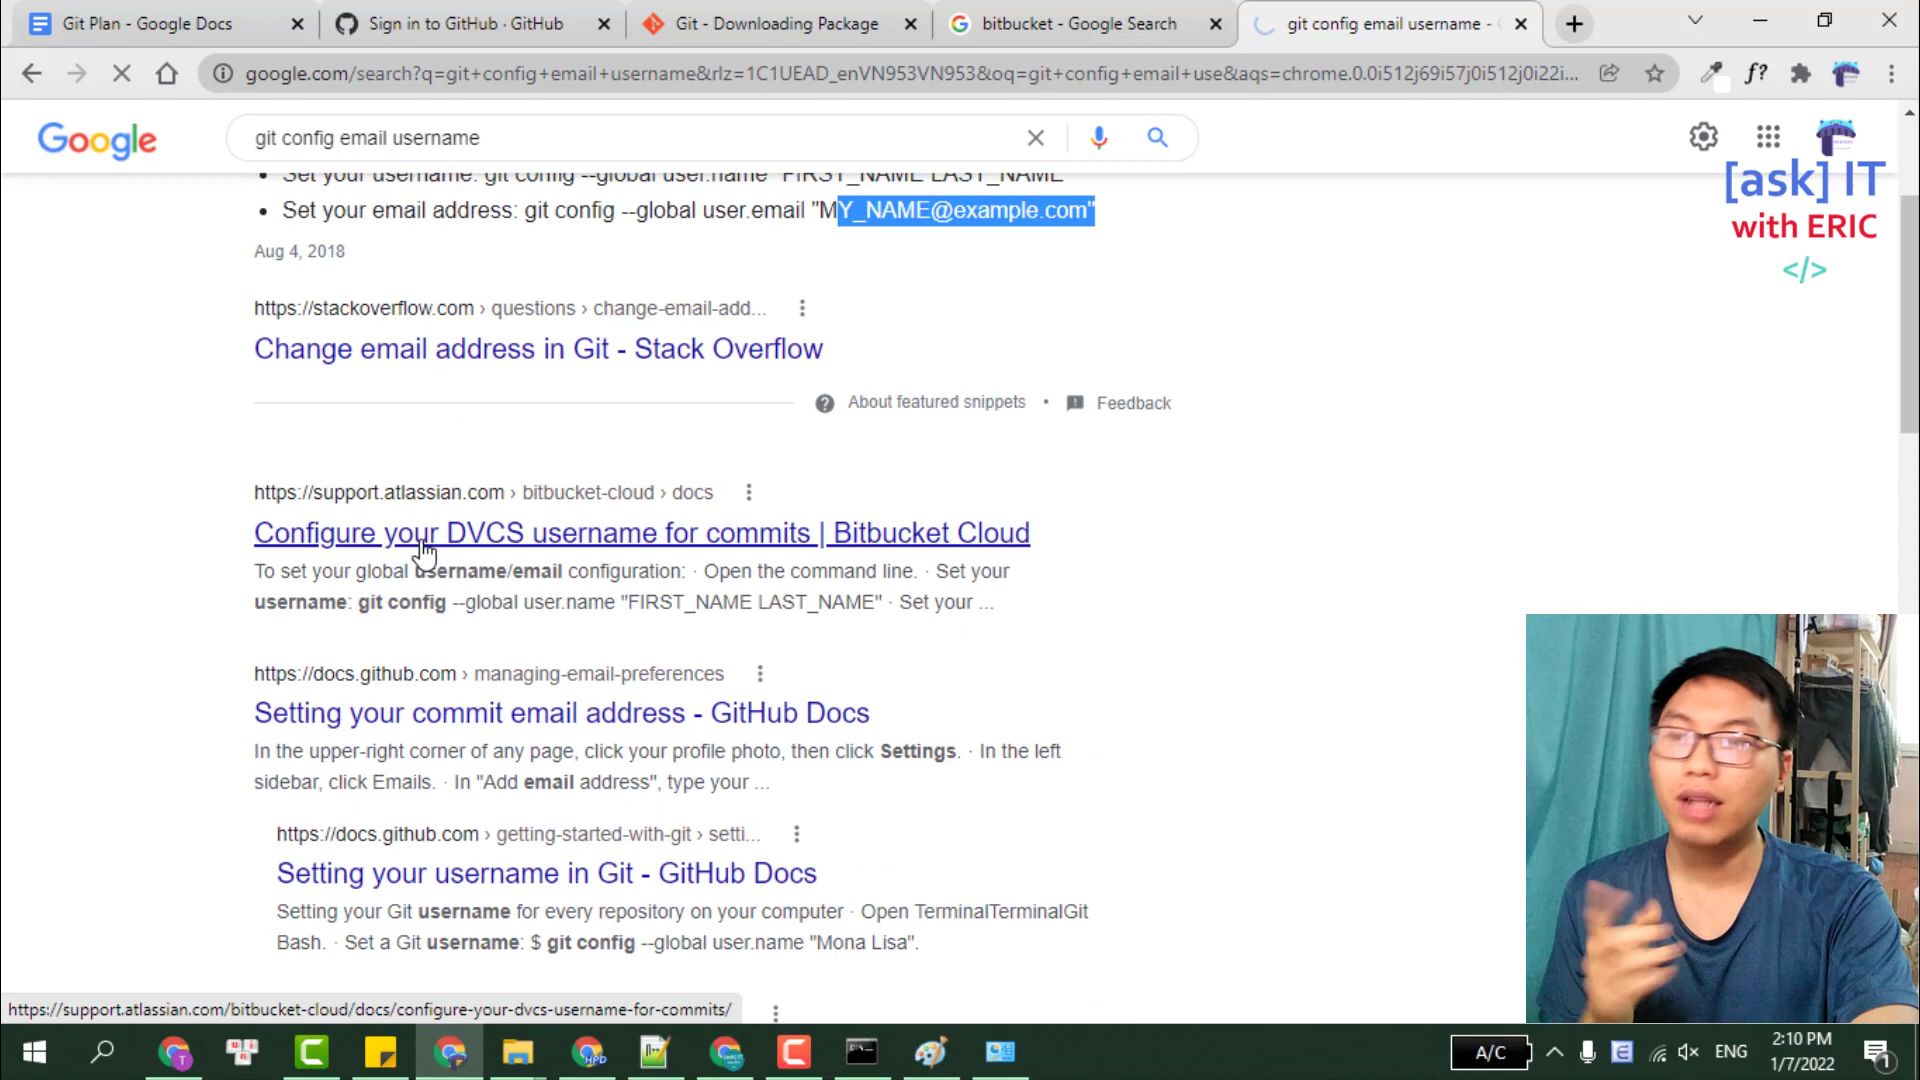 Git Plan - Google Docs
Sign in to GitHub · GitHub
Git - Downloading Package
bitbucket - Google Search
git config email username -
google.com/search?q=git+config+email+username&rlz=1C1UEAD_enVN953VN953&oq=git+config+email+use&aqs=chrome.0.0i512j69i57j0i512j0i22i...
f?
Google
git config email username
[ask] IT
with ERIC
</>
• Set your username: git config --global user.name "FIRST_NAME LAST_NAME"
• Set your email address: git config --global user.email "MY_NAME@example.com"
Aug 4, 2018
https://stackoverflow.com › questions › change-email-add...
Change email address in Git - Stack Overflow
About featured snippets • Feedback
https://support.atlassian.com › bitbucket-cloud › docs
Configure your DVCS username for commits | Bitbucket Cloud
To set your global username/email configuration: · Open the command line. · Set your
username: git config --global user.name "FIRST_NAME LAST_NAME" · Set your ...
https://docs.github.com › managing-email-preferences
Setting your commit email address - GitHub Docs
In the upper-right corner of any page, click your profile photo, then click Settings. · In the left
sidebar, click Emails. · In "Add email address", type your ...
https://docs.github.com › getting-started-with-git › setti...
Setting your username in Git - GitHub Docs
Setting your Git username for every repository on your computer · Open TerminalTerminalGit
Bash. · Set a Git username: $ git config --global user.name "Mona Lisa".
https://support.atlassian.com/bitbucket-cloud/docs/configure-your-dvcs-username-for-commits/
A/C
ENG
2:10 PM
1/7/2022
1